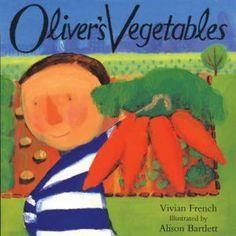 Oliver's Vegetables
Vivian French
Illustrated by
Alison Bartlett